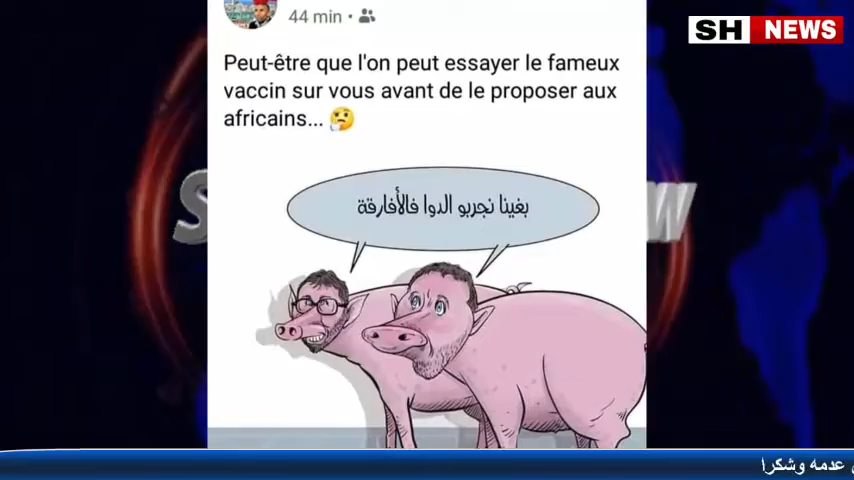 SH NEWS
44 min
Peut-être que l'on peut essayer le fameux
vaccin sur vous avant de le proposer aux
africains... 🤔
بغينا نجربو الدوا فالأفارقة
عدمه وشكرا